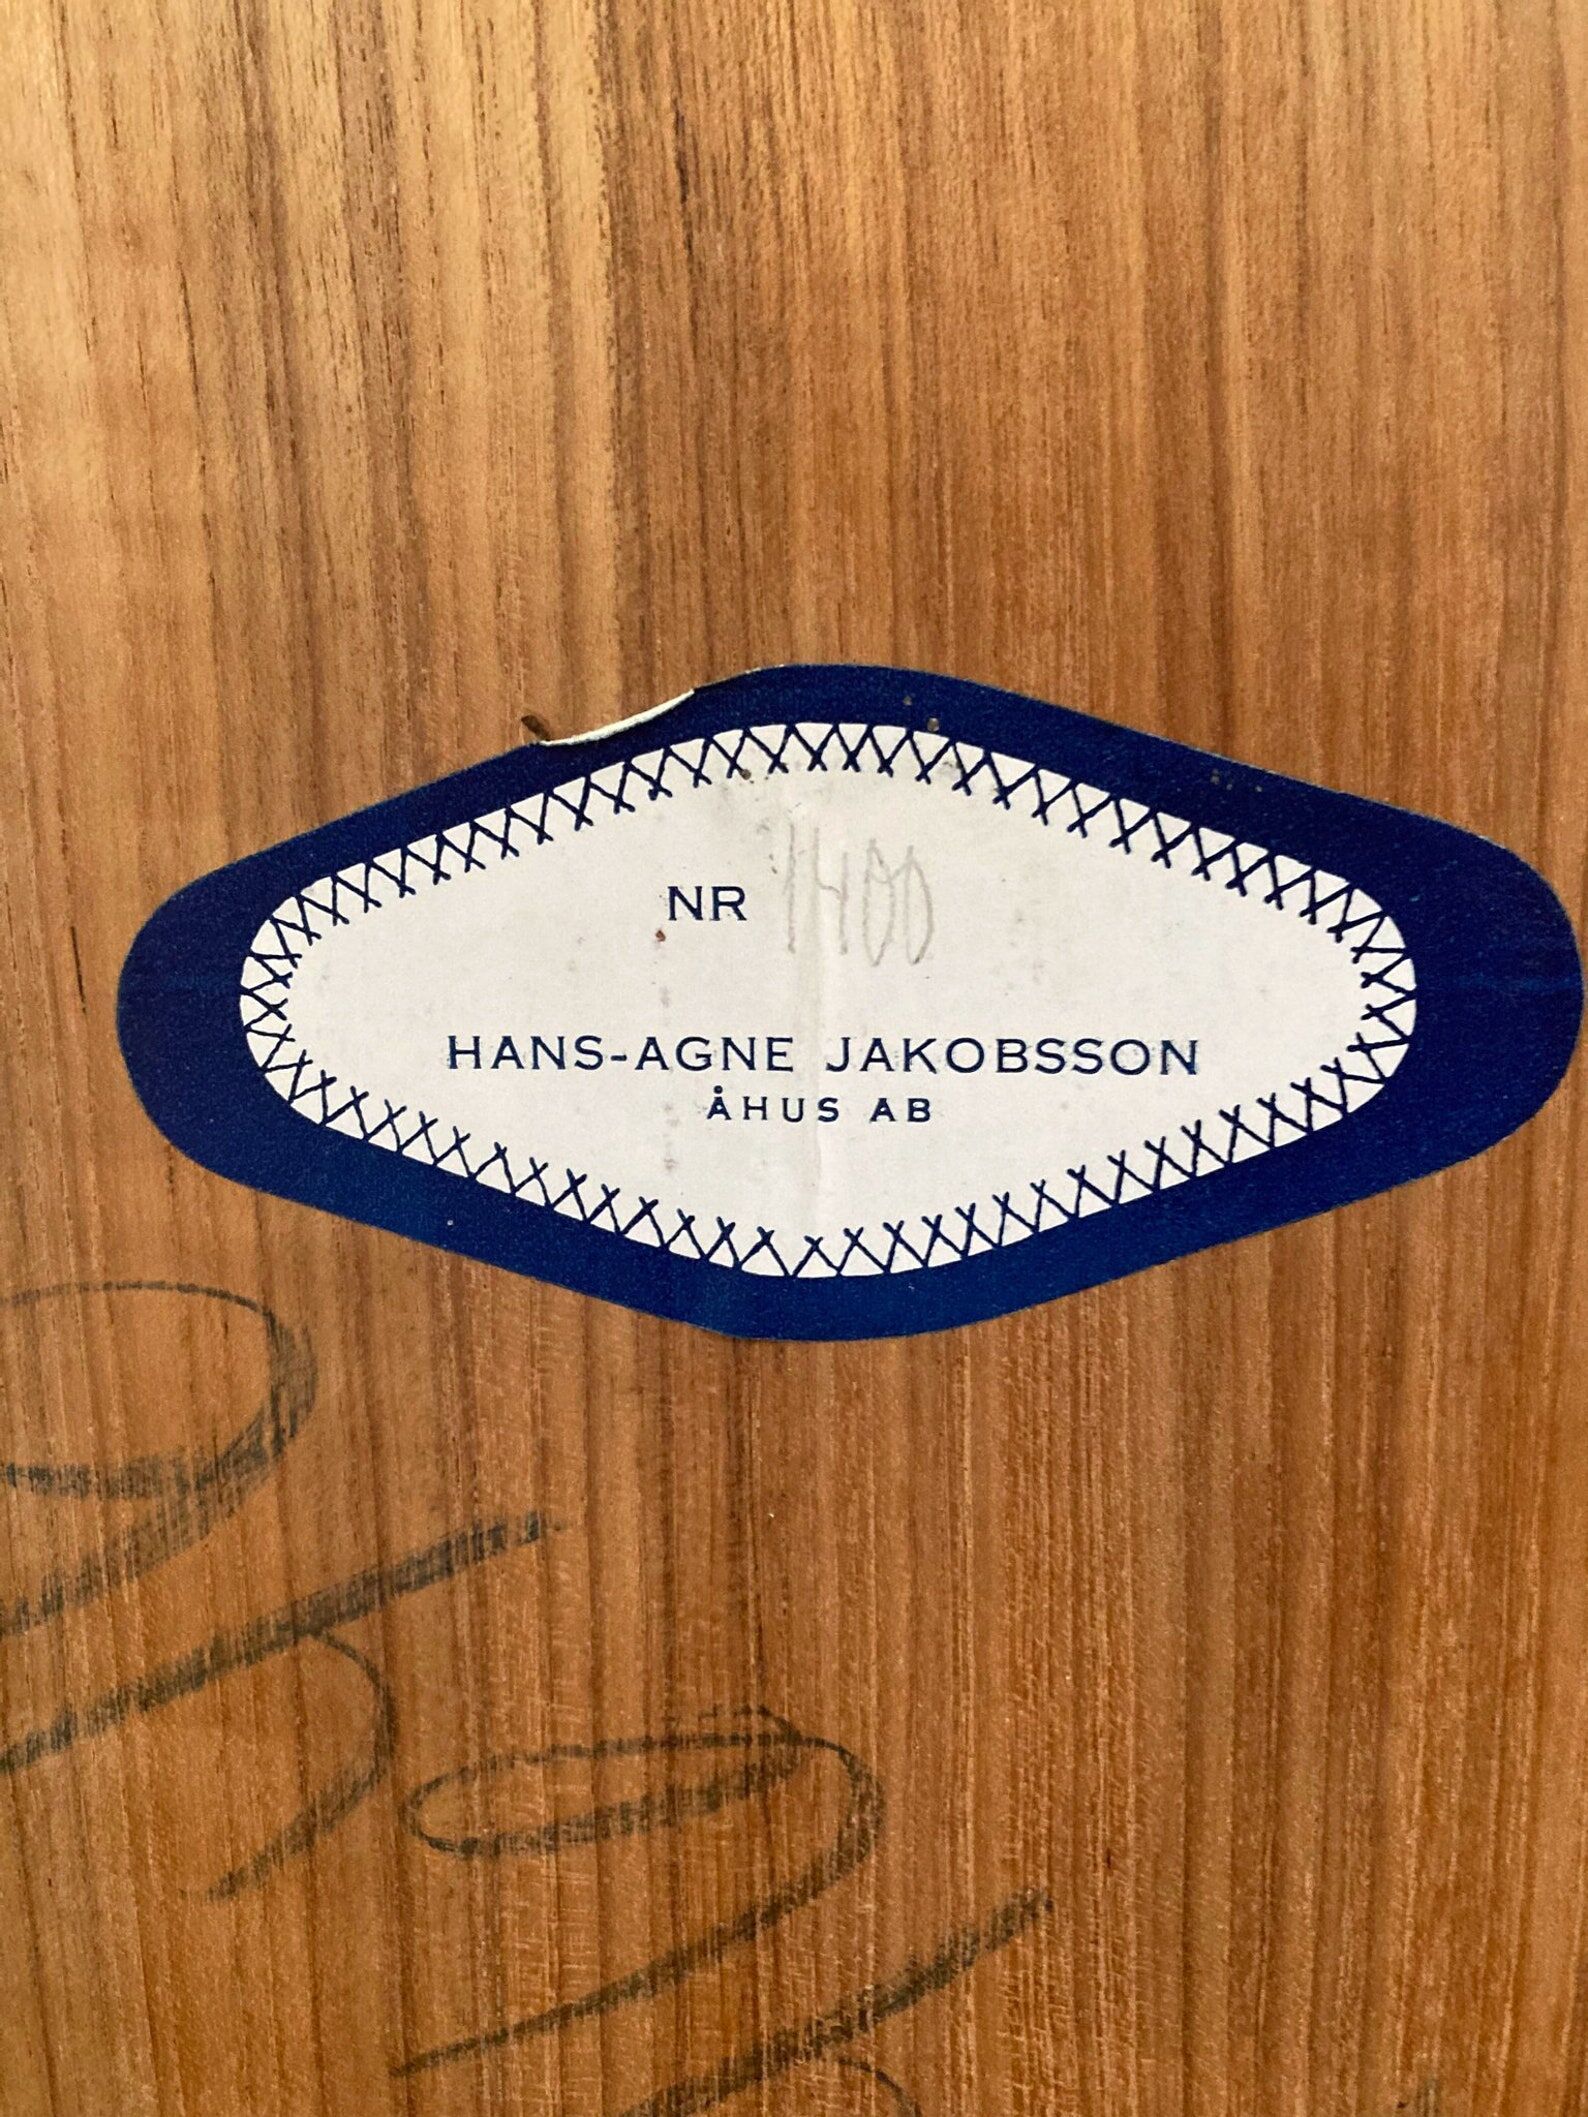 NR 1400
HANS-AGNE JAKOBSSON
ÅHUS AB